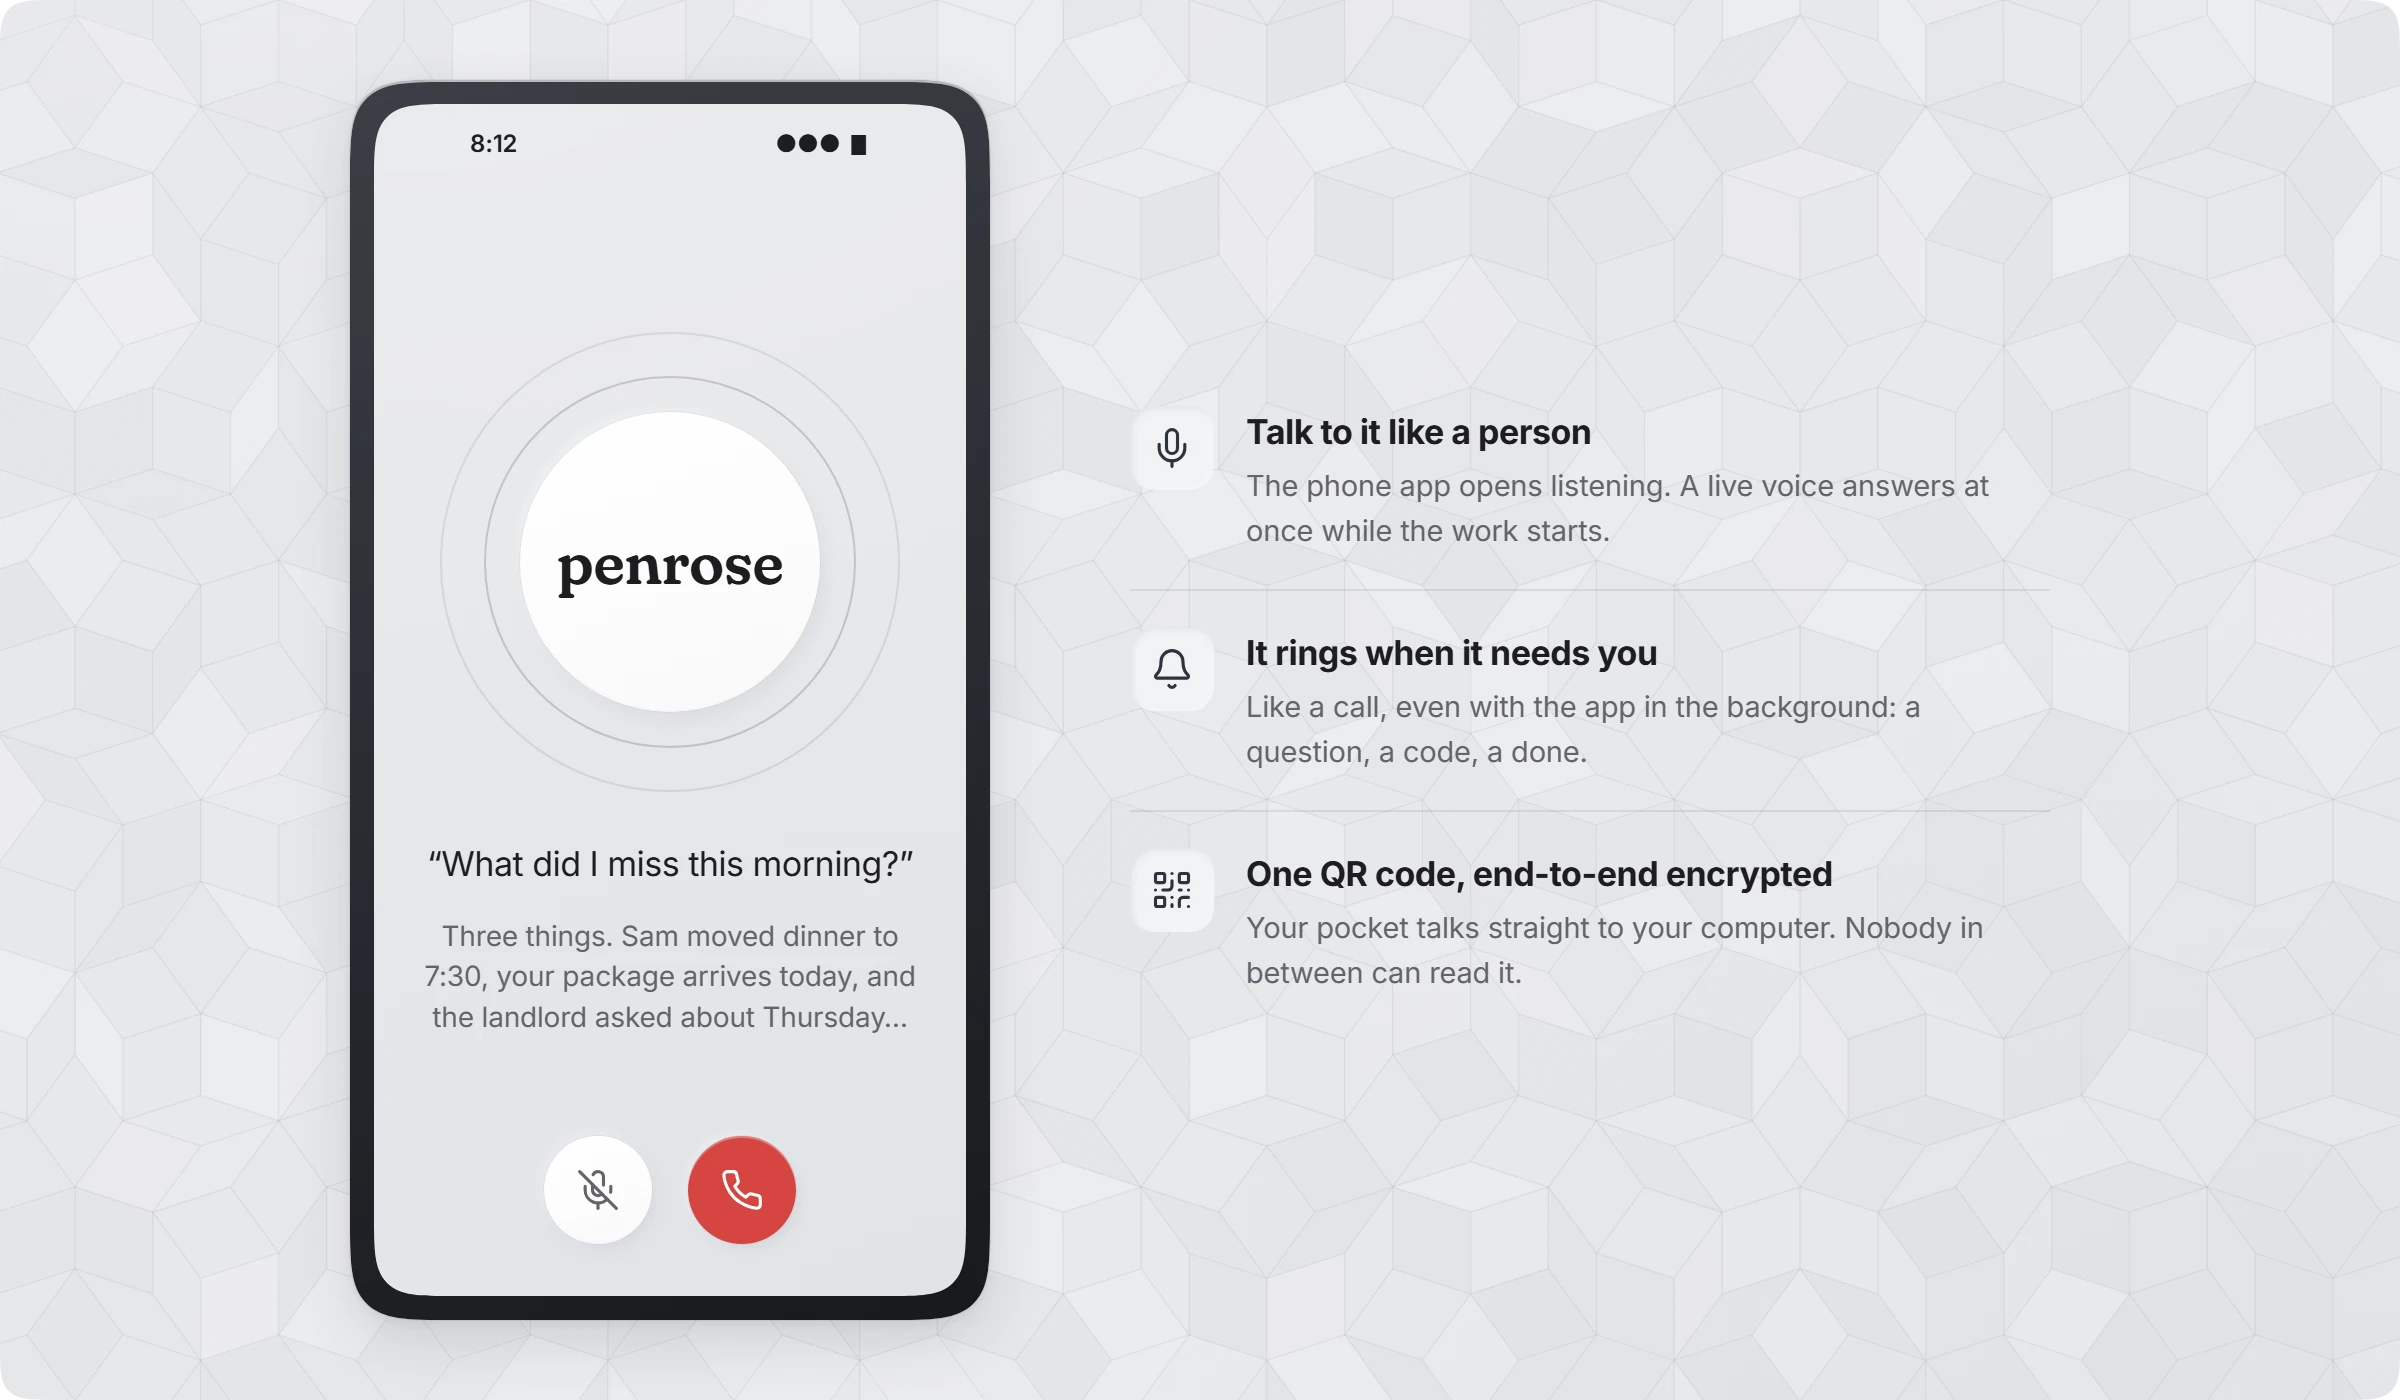 8:12
penrose
“What did I miss this morning?”
Three things. Sam moved dinner to
7:30, your package arrives today, and
the landlord asked about Thursday...
Talk to it like a person
The phone app opens listening. A live voice answers at
once while the work starts.
It rings when it needs you
Like a call, even with the app in the background: a
question, a code, a done.
One QR code, end-to-end encrypted
Your pocket talks straight to your computer. Nobody in
between can read it.